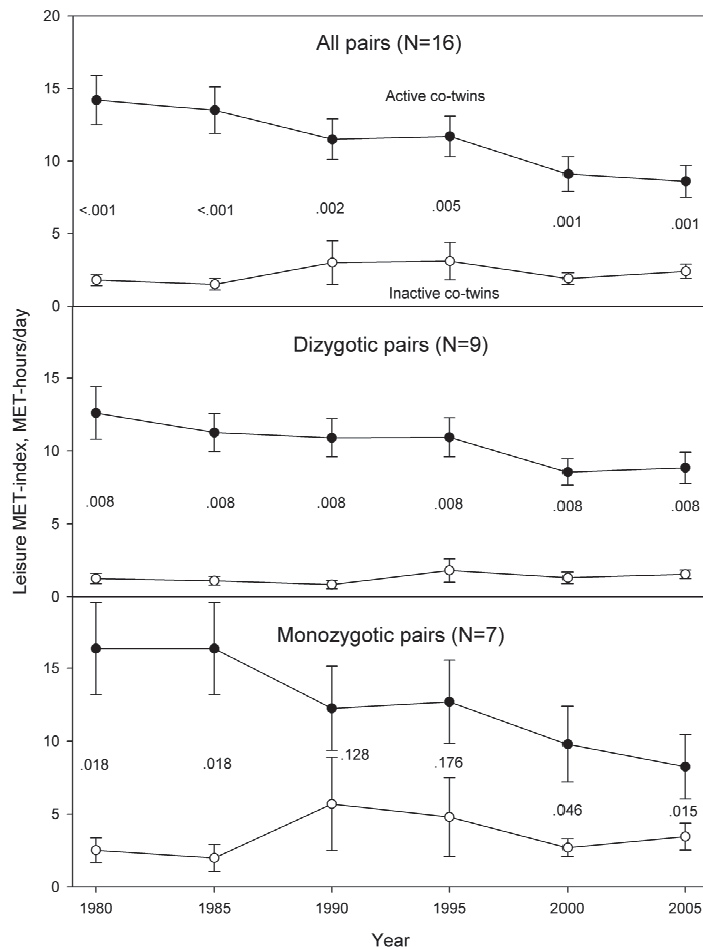 20
All pairs (N=16)
15
Active co-twins
10
<.001 <.001 .002 .005 .001 .001
5
Inactive co-twins
0
Dizygotic pairs (N=9)
15
10
.008 .008 .008 .008 .008 .008
5
0
Monozygotic pairs (N=7)
15
10
.018 .018 .128 .176 .046 .015
5
0
1980 1985 1990 1995 2000 2005
Year
Leisure MET-index, MET-hours/day